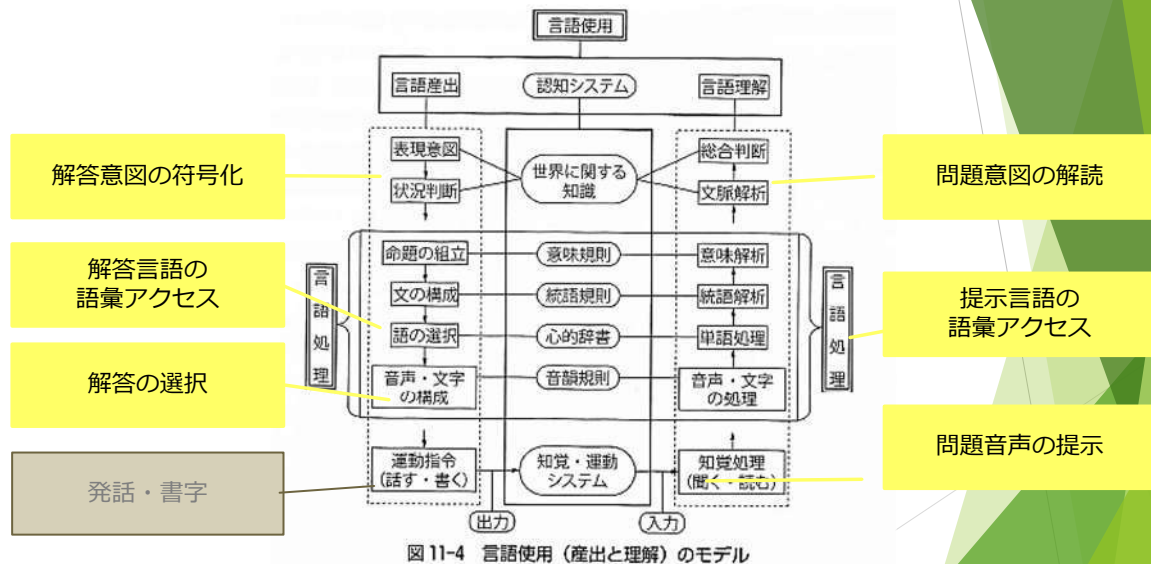 言語使用
言語産出
認知システム
言語理解
解答意図の符号化
表現意図
状況判断
世界に関する
知識
総合判断
文脈解析
問題意図の解読
解答言語の
語彙アクセス
解答の選択
言語処理
命題の組立
文の構成
語の選択
音声・文字
の構成
意味規則
統語規則
心的辞書
音韻規則
意味解析
統語解析
単語処理
音声・文字
の処理
言語処理
提示言語の
語彙アクセス
問題音声の提示
発話・書字
運動指令
(話す・書く)
知覚・運動
システム
知覚処理
(聞く・読む)
出力
入力
図11-4 言語使用(産出と理解)のモデル